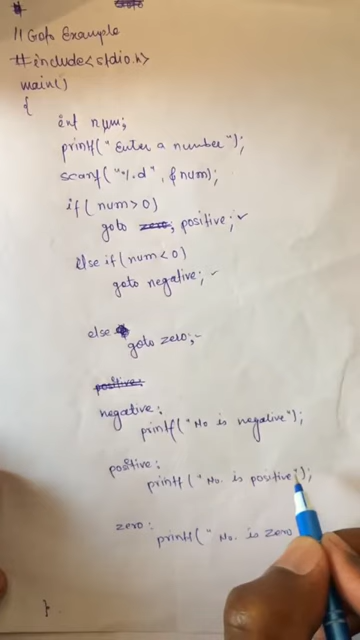 // Goto Example
#include<stdio.h>
main()
{
int num;
printf("Enter a number");
scanf("%d", &num);
if(num>0)
goto zero; positive;
else if(num<0)
goto negative;
else
goto zero;
positive:
negative:
printf("No is negative");
positive:
printf("No. is positive");
zero:
printf("No. is zero
}